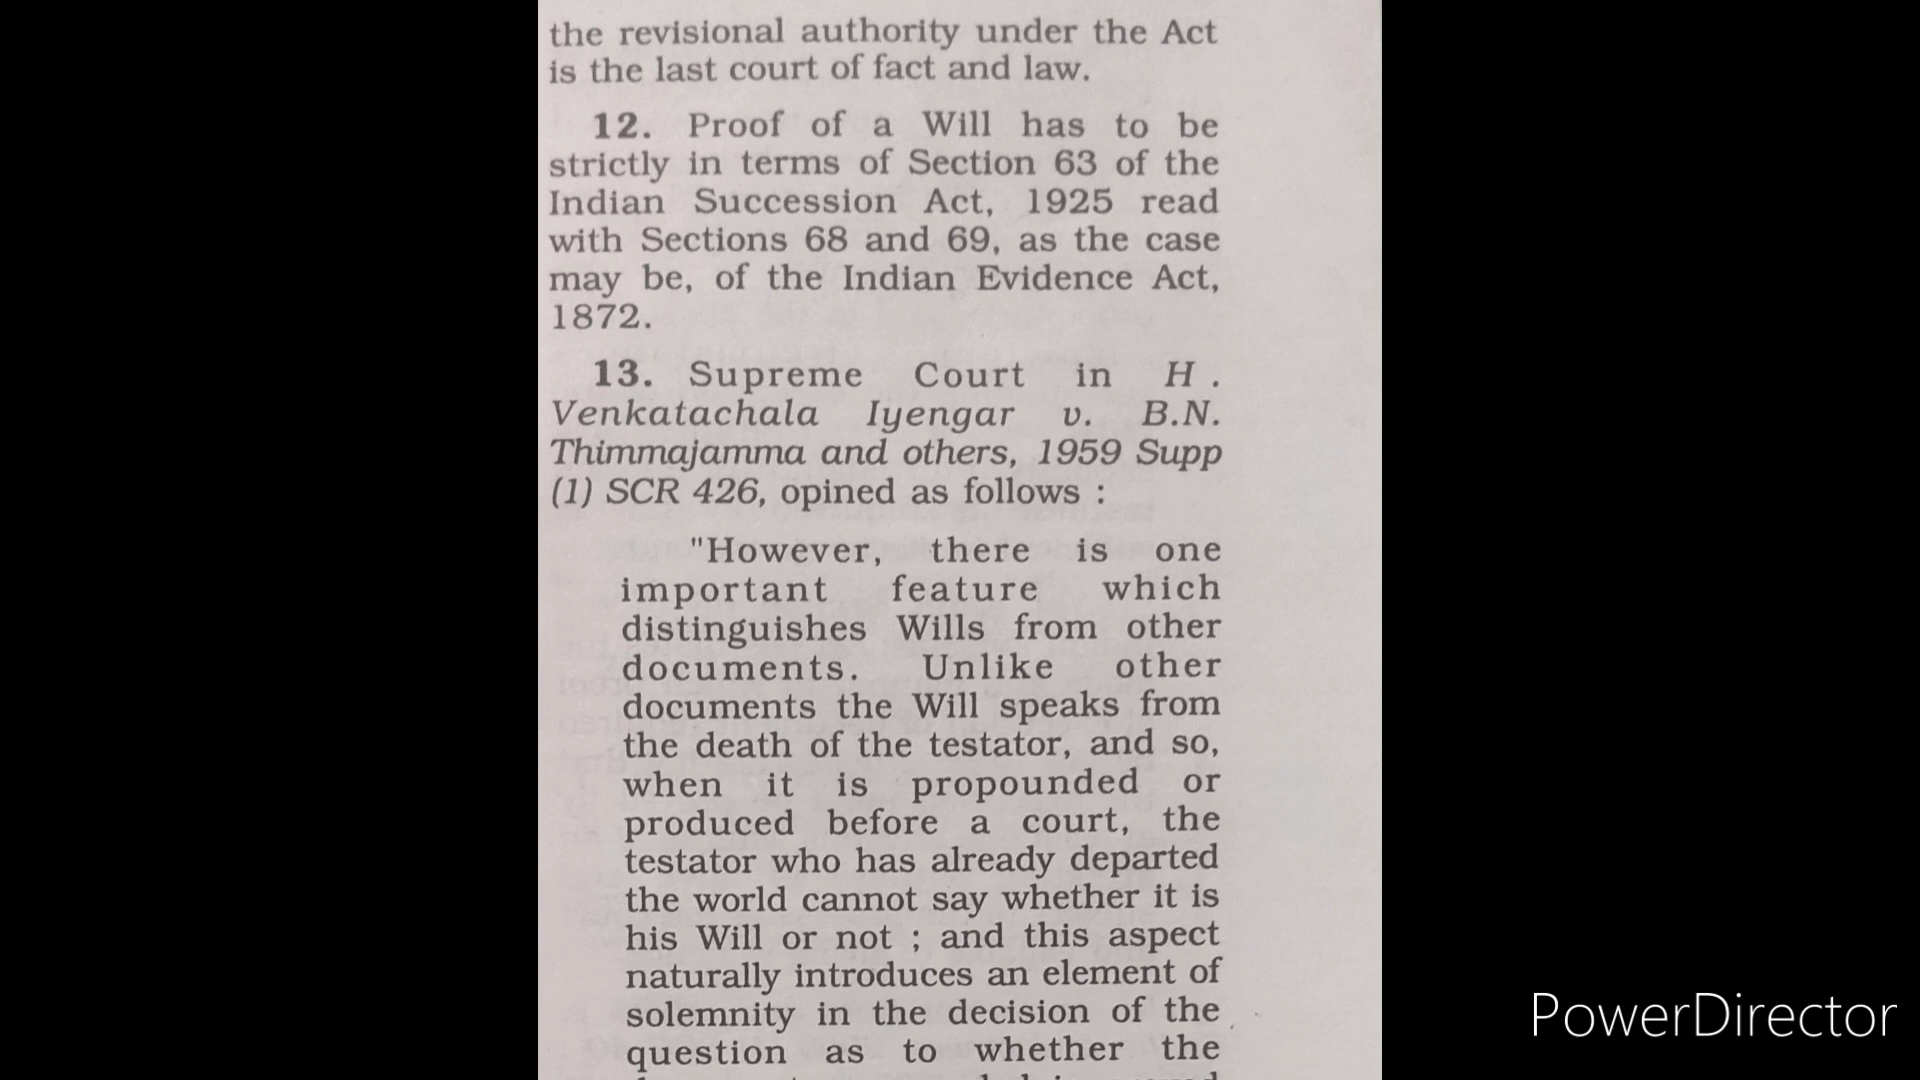 the revisional authority under the Act
is the last court of fact and law.
12. Proof of a Will has to be
strictly in terms of Section 63 of the
Indian Succession Act, 1925 read
with Sections 68 and 69, as the case
may be, of the Indian Evidence Act,
1872.
13. Supreme Court in H .
Venkatachala Iyengar v. B.N.
Thimmajamma and others, 1959 Supp
(1) SCR 426, opined as follows :
"However, there is one
important feature which
distinguishes Wills from other
documents. Unlike other
documents the Will speaks from
the death of the testator, and so,
when it is propounded or
produced before a court, the
testator who has already departed
the world cannot say whether it is
his Will or not ; and this aspect
naturally introduces an element of
solemnity in the decision of the
question as to whether the
PowerDirector